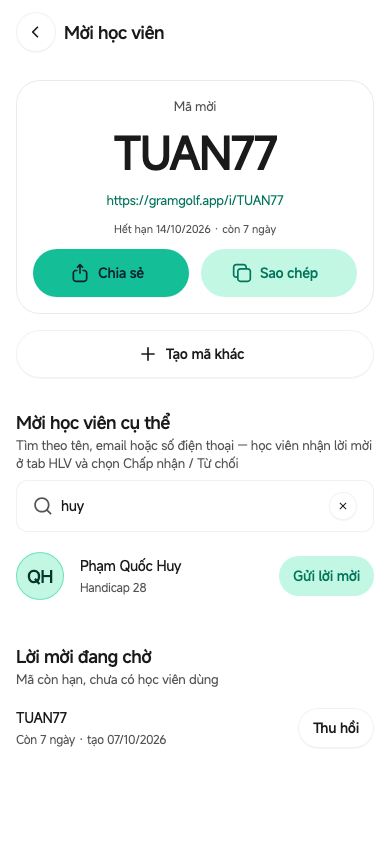 Mời học viên
Mã mời
TUAN77
https://gramgolf.app/i/TUAN77
Hết hạn 14/10/2026 · còn 7 ngày
Chia sẻ
Sao chép
Tạo mã khác
Mời học viên cụ thể
Tìm theo tên, email hoặc số điện thoại — học viên nhận lời mời
ở tab HLV và chọn Chấp nhận / Từ chối
huy
QH
Phạm Quốc Huy
Handicap 28
Gửi lời mời
Lời mời đang chờ
Mã còn hạn, chưa có học viên dùng
TUAN77
Còn 7 ngày · tạo 07/10/2026
Thu hồi